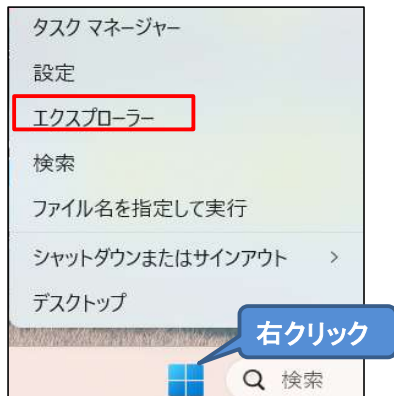 タスク マネージャー
設定
エクスプローラー
検索
ファイル名を指定して実行
シャットダウンまたはサインアウト >
デスクトップ
右クリック
検索